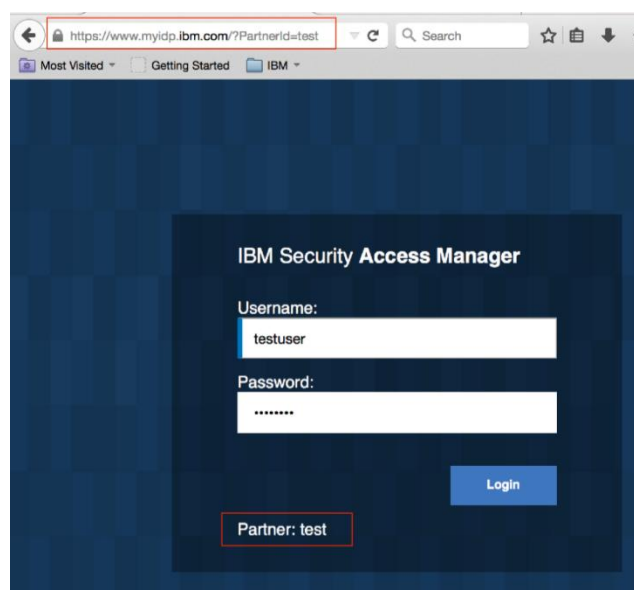 https://www.myidp.ibm.com/?PartnerId=test
Search
Most Visited
Getting Started
IBM
IBM Security Access Manager
Username:
testuser
Password:
••••••••
Login
Partner: test